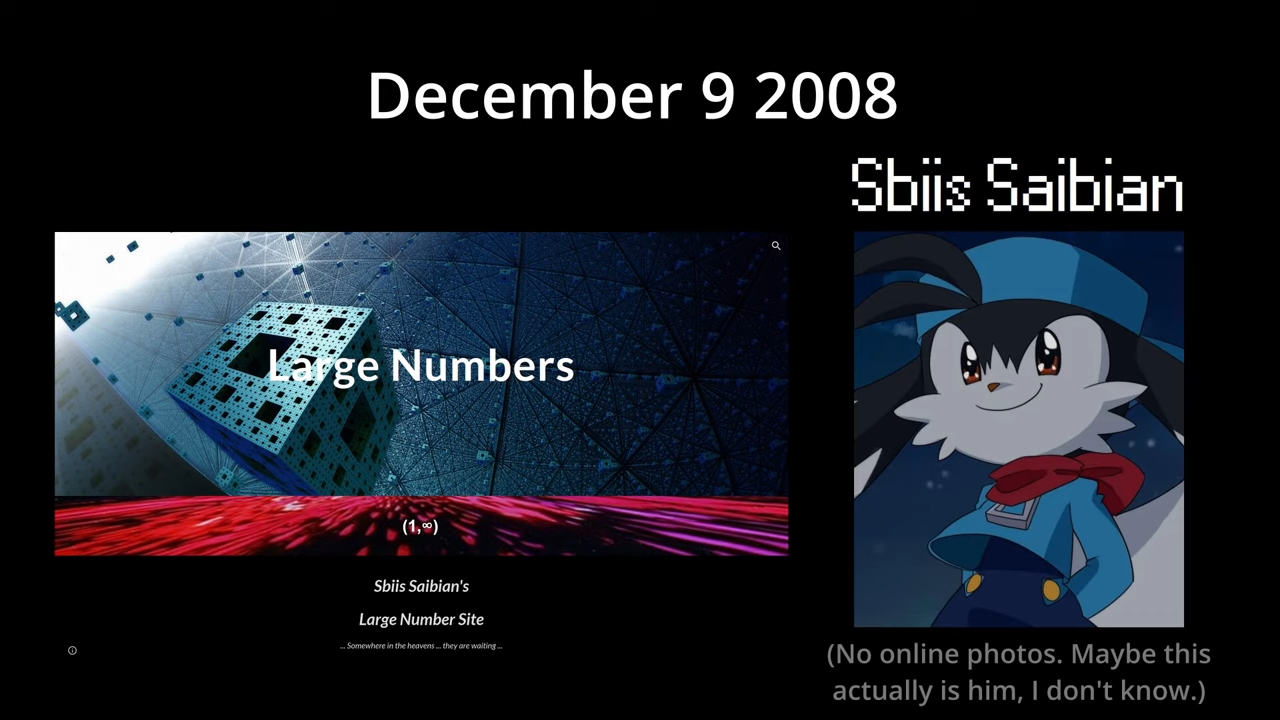 December 9 2008
Sbiis Saibian
Large Numbers
(1,∞)
Sbiis Saibian's
Large Number Site
... Somewhere in the heavens ... they are waiting ...
(No online photos. Maybe this
actually is him, I don't know.)